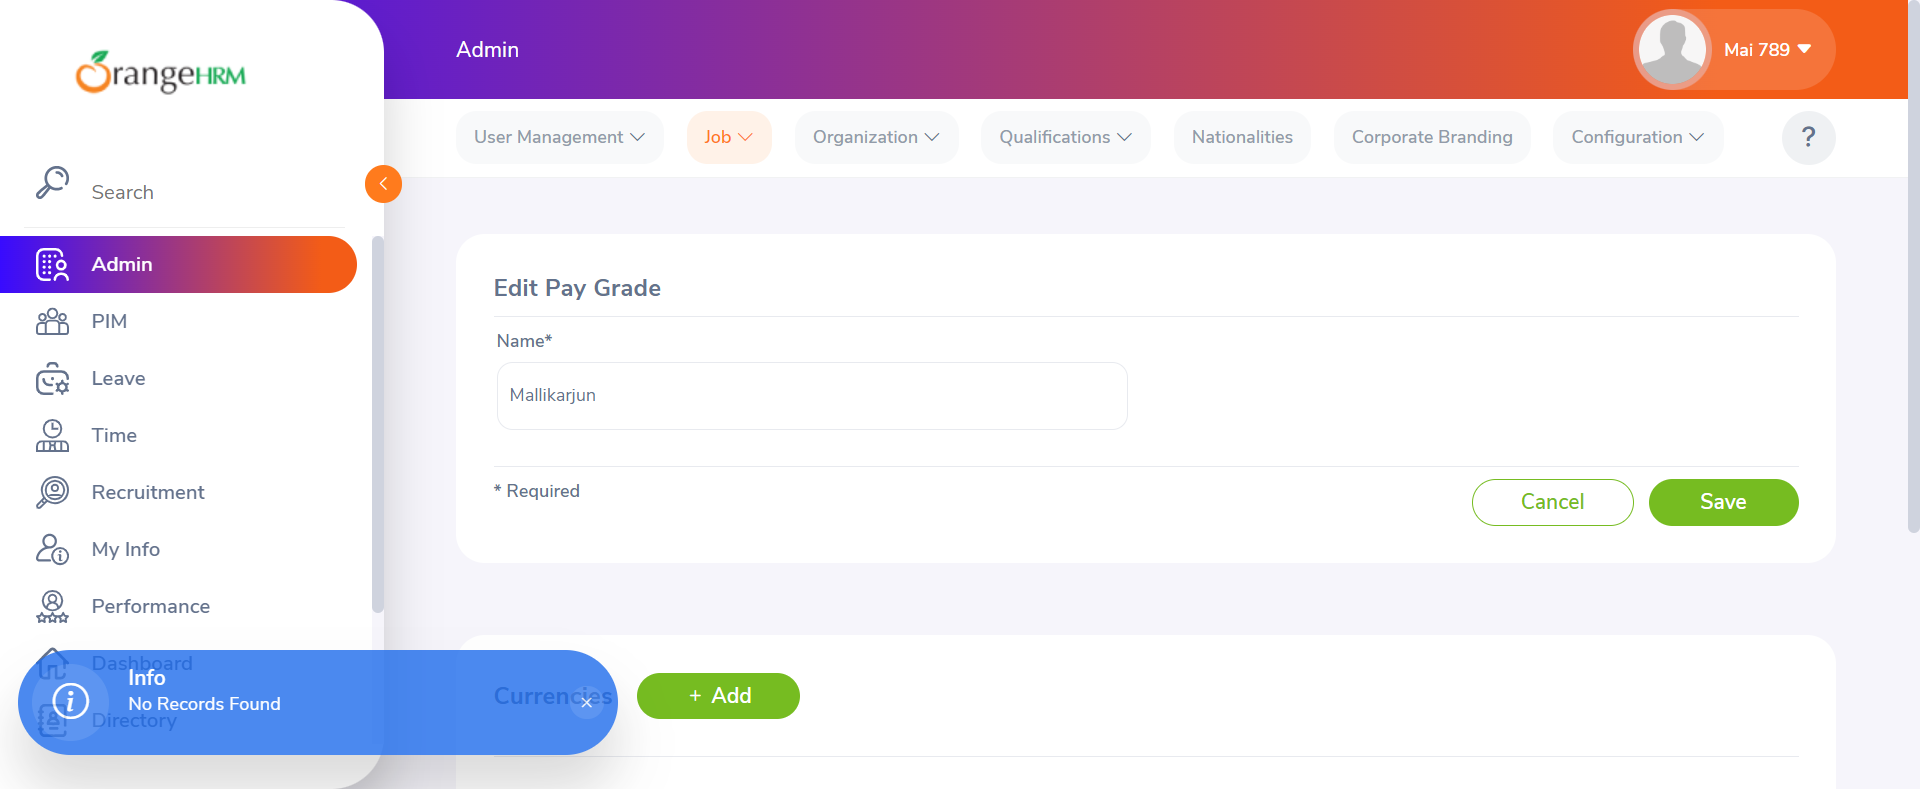 OrangeHRM
Admin
Mai 789
User Management
Job
Organization
Qualifications
Nationalities
Corporate Branding
Configuration
?
Search
Admin
PIM
Leave
Time
Recruitment
My Info
Performance
Dashboard
Directory
Edit Pay Grade
Name*
Mallikarjun
* Required
Cancel
Save
Currencies
+ Add
Info
No Records Found
×